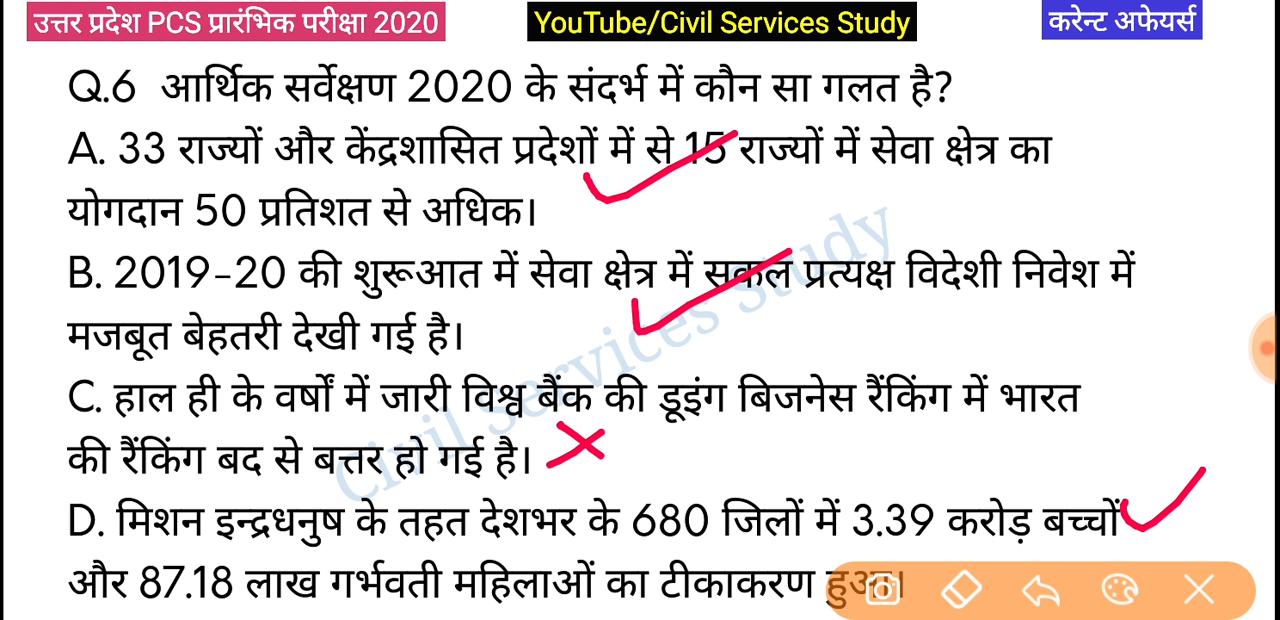 उत्तर प्रदेश PCS प्रारंभिक परीक्षा 2020
YouTube/Civil Services Study
करेन्ट अफेयर्स
Q.6 आर्थिक सर्वेक्षण 2020 के संदर्भ में कौन सा गलत है?
A. 33 राज्यों और केंद्रशासित प्रदेशों में से 15 राज्यों में सेवा क्षेत्र का
योगदान 50 प्रतिशत से अधिक।
B. 2019-20 की शुरूआत में सेवा क्षेत्र में सकल प्रत्यक्ष विदेशी निवेश में
मजबूत बेहतरी देखी गई है।
C. हाल ही के वर्षों में जारी विश्व बैंक की डूइंग बिजनेस रैंकिंग में भारत
की रैंकिंग बद से बत्तर हो गई है।
D. मिशन इन्द्रधनुष के तहत देशभर के 680 जिलों में 3.39 करोड़ बच्चों
और 87.18 लाख गर्भवती महिलाओं का टीकाकरण हुआ।
Civil Services Study